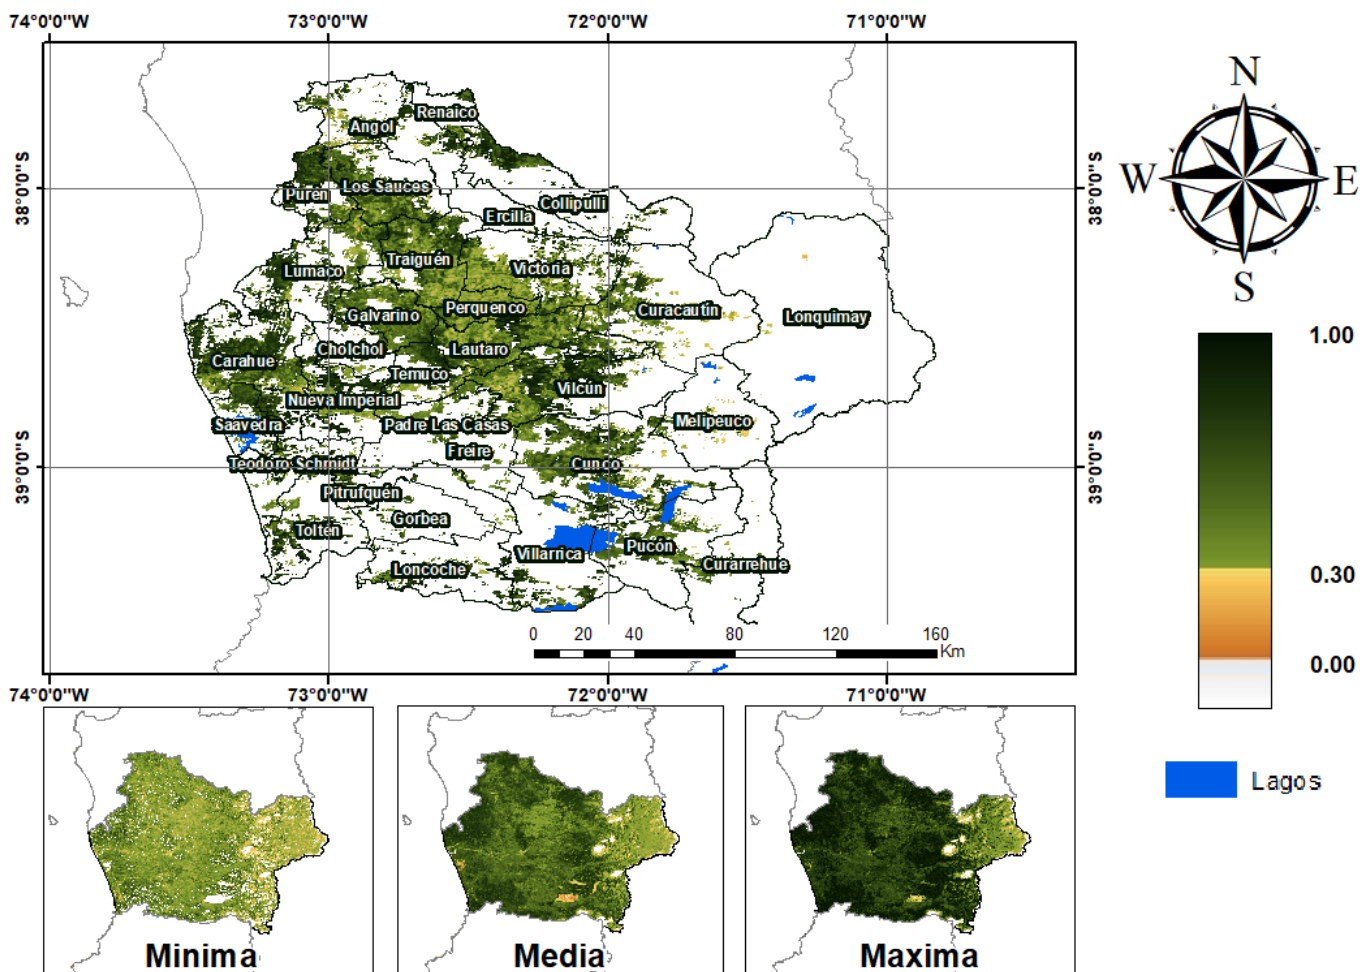 74°0'0"W 73°0'0"W 72°0'0"W 71°0'0"W
N
W E
S
38°0'0"S
38°0'0"S
39°0'0"S
39°0'0"S
Renaico
Angol
Los Sauces
Purén
Collipulli
Ercilla
Traiguén
Victoria
Lumaco
Perquenco
Curacautín
Galvarino
Lonquimay
Cholchol
Lautaro
Carahue
Temuco
Vilcún
Nueva Imperial
Saavedra
Padre Las Casas
Melipeuco
Freire
Teodoro Schmidt
Cunco
Pitrufquén
Gorbea
Toltén
Villarrica
Pucón
Loncoche
Curarrehue
0 20 40 80 120 160
Km
74°0'0"W 73°0'0"W 72°0'0"W 71°0'0"W
1.00
0.30
0.00
Lagos
Minima
Media
Maxima